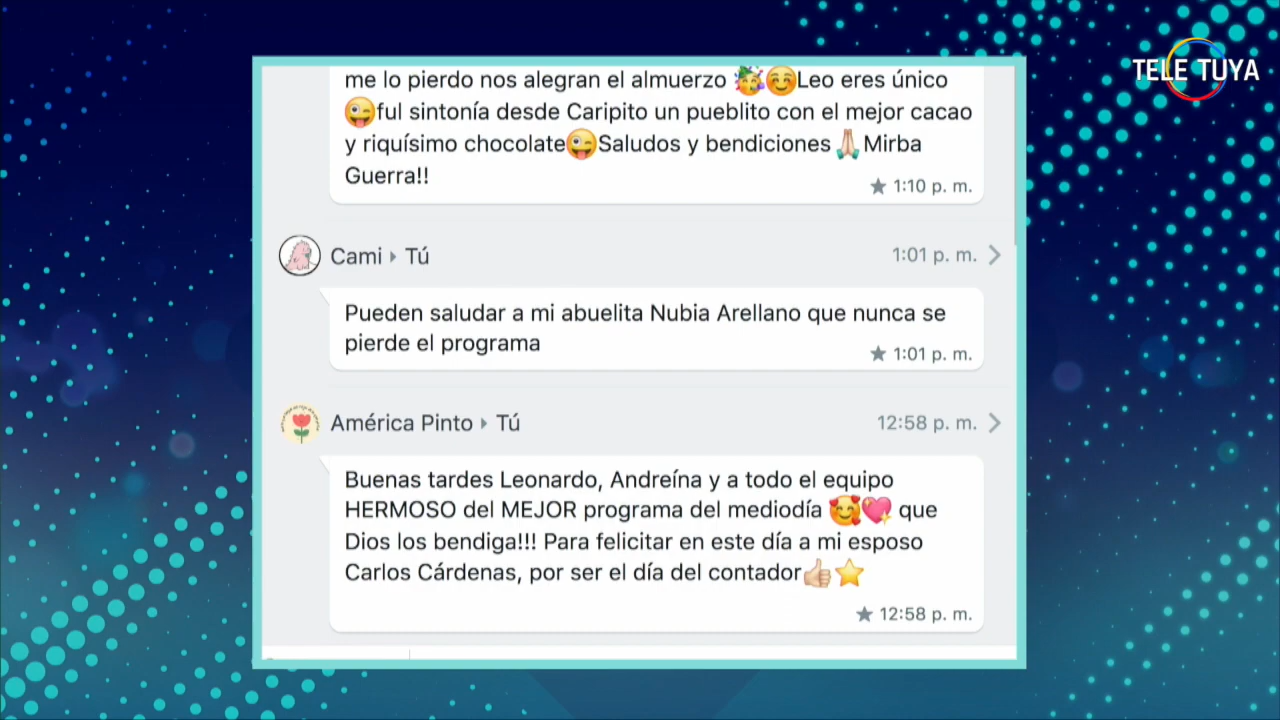 TELE TUYA
me lo pierdo nos alegran el almuerzo 🥳☺️Leo eres único
😜ful sintonía desde Caripito un pueblito con el mejor cacao
y riquísimo chocolate😜Saludos y bendiciones🙏🏻Mirba
Guerra!!
★ 1:10 p. m.
Cami ▸ Tú
1:01 p. m.
Pueden saludar a mi abuelita Nubia Arellano que nunca se
pierde el programa
★ 1:01 p. m.
América Pinto ▸ Tú
12:58 p. m.
Buenas tardes Leonardo, Andreína y a todo el equipo
HERMOSO del MEJOR programa del mediodía 🥰💖 que
Dios los bendiga!!! Para felicitar en este día a mi esposo
Carlos Cárdenas, por ser el día del contador👍🏻⭐
★ 12:58 p. m.